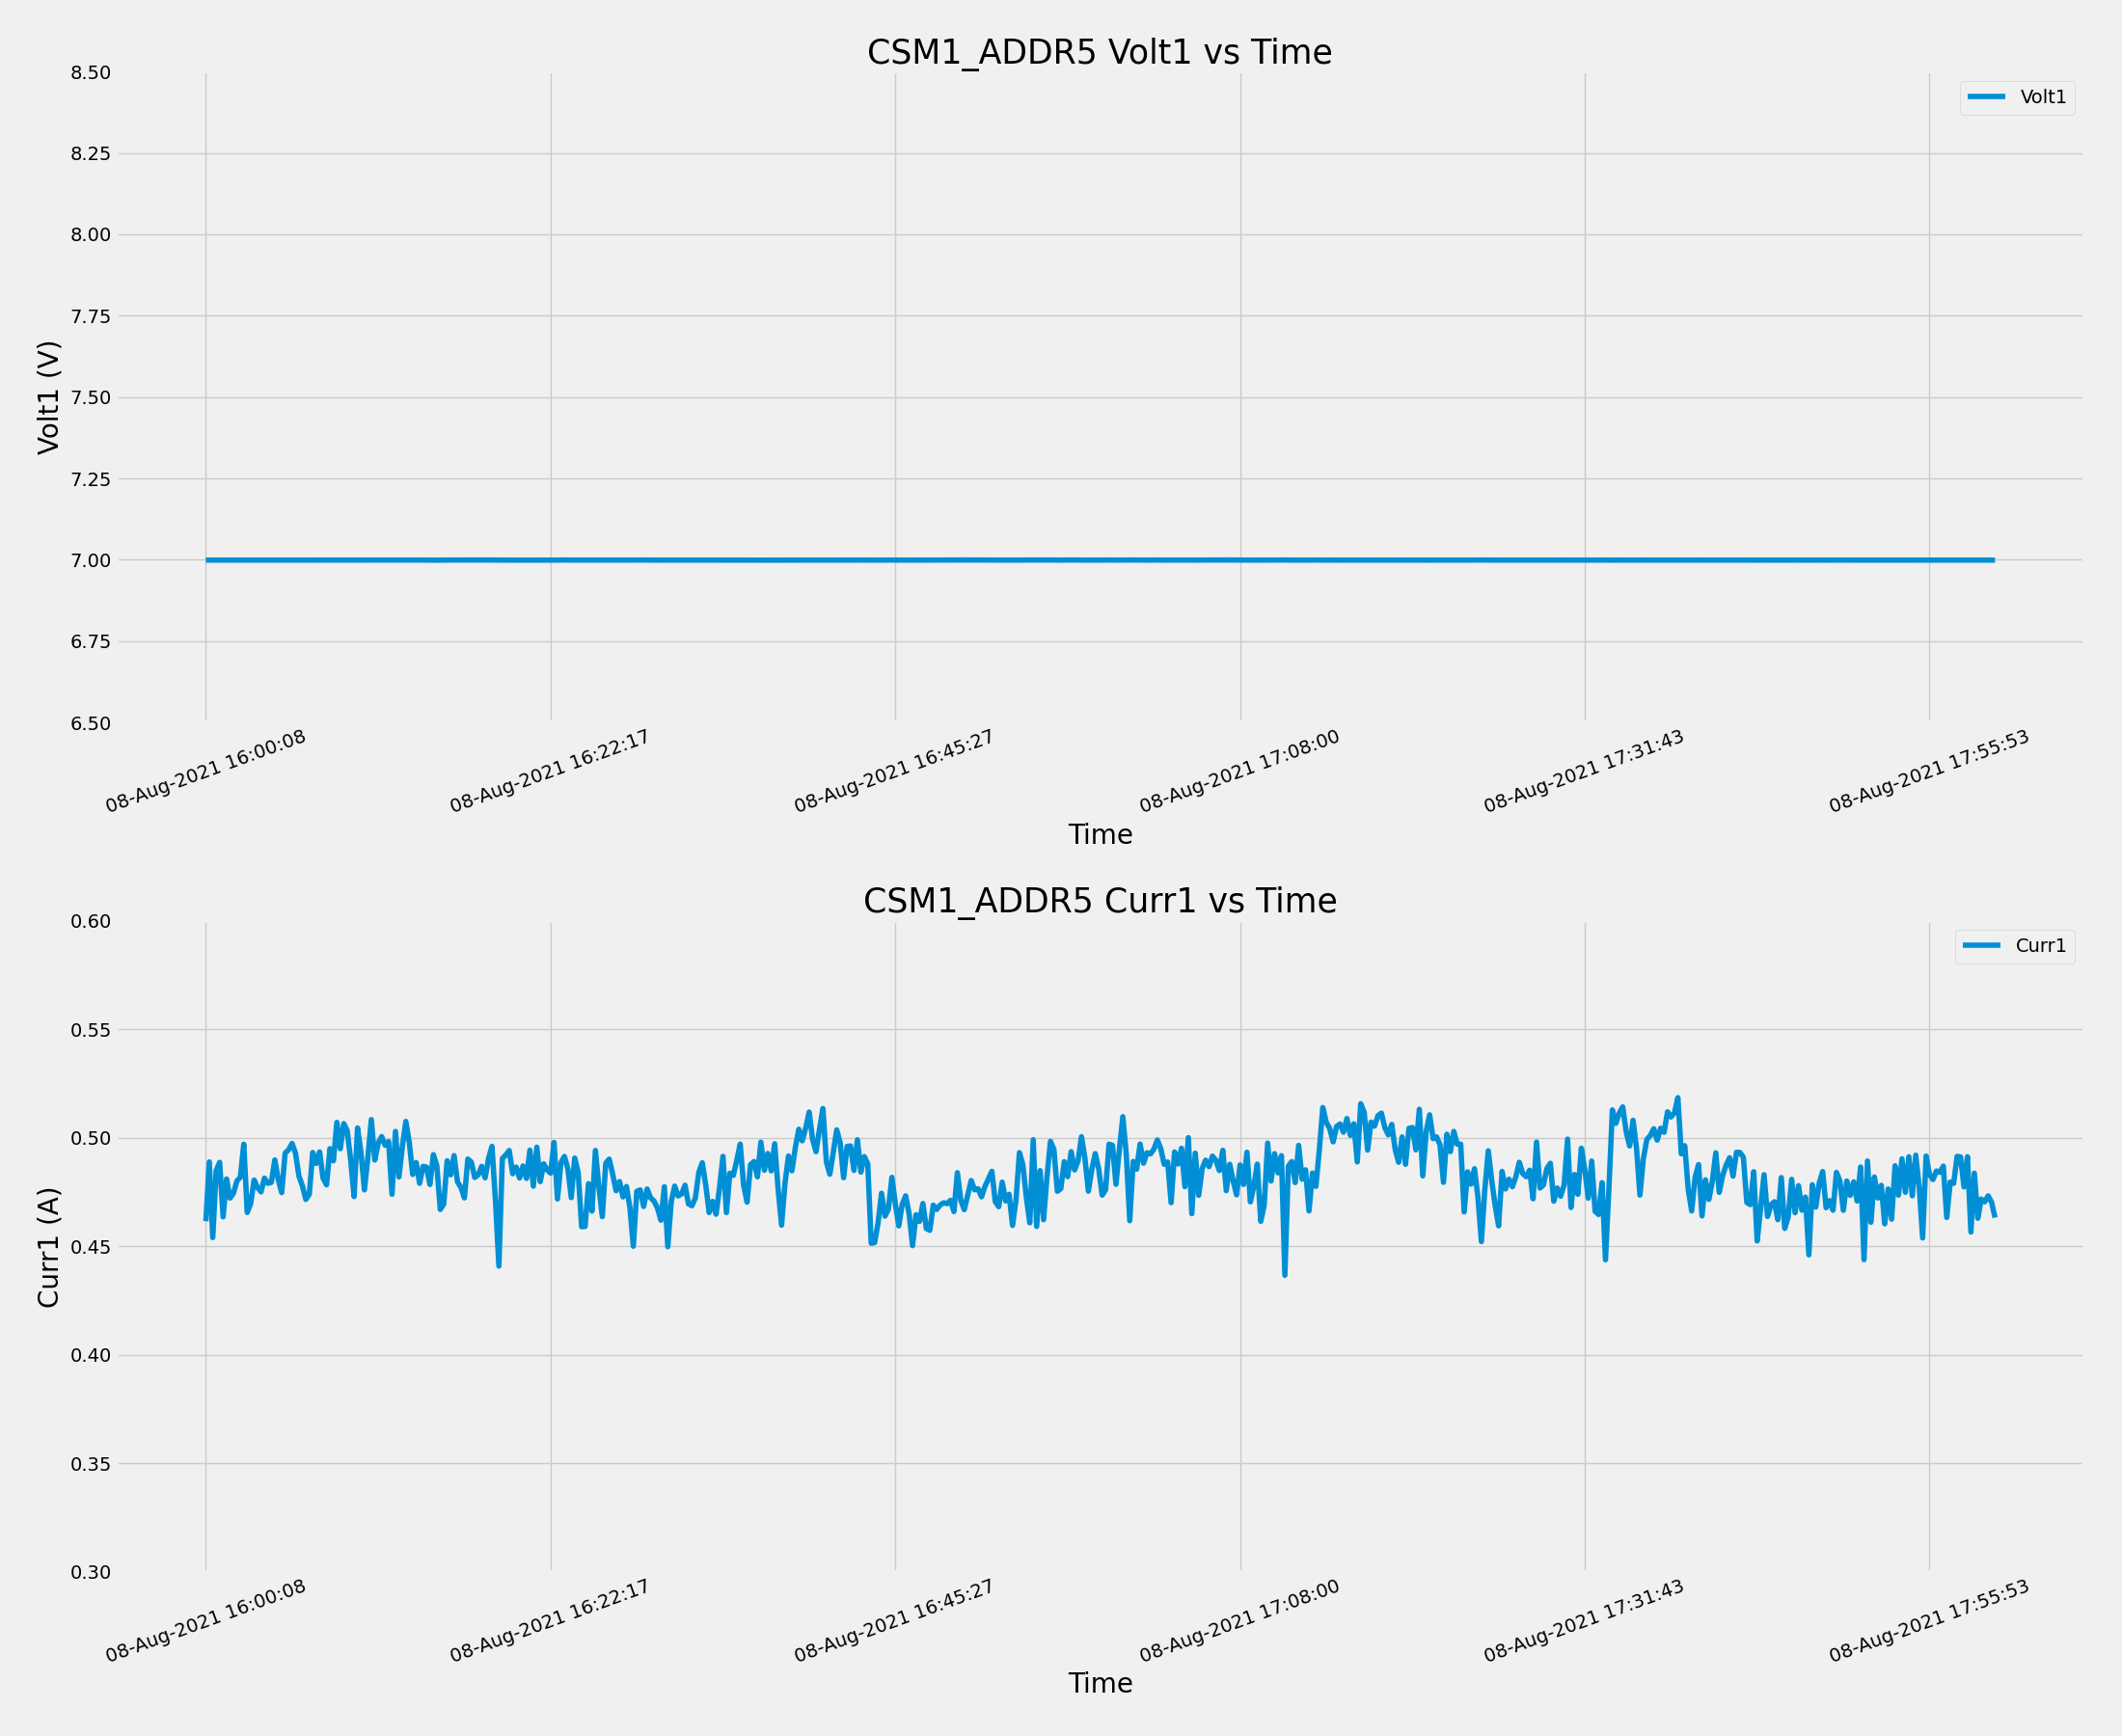 CSM1_ADDR5 Volt1 vs Time
8.50
Volt1
8.25
8.00
7.75
7.50
Volt1 (V)
7.25
7.00
6.75
6.50
08-Aug-2021 16:00:08
08-Aug-2021 16:22:17
08-Aug-2021 16:45:27
08-Aug-2021 17:08:00
08-Aug-2021 17:31:43
08-Aug-2021 17:55:53
Time
CSM1_ADDR5 Curr1 vs Time
0.60
Curr1
0.55
0.50
0.45
Curr1 (A)
0.40
0.35
0.30
08-Aug-2021 16:00:08
08-Aug-2021 16:22:17
08-Aug-2021 16:45:27
08-Aug-2021 17:08:00
08-Aug-2021 17:31:43
08-Aug-2021 17:55:53
Time